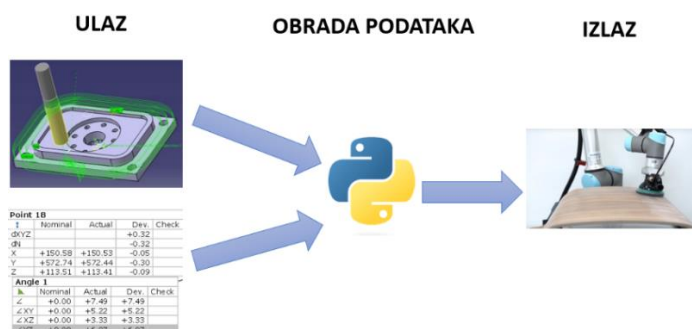 ULAZ
OBRADA PODATAKA
IZLAZ
Point 18
Nominal Actual Dev. Check
dXYZ +0.32
dN -0.32
X +150.58 +150.53 -0.05
Y +572.74 +572.44 -0.30
Z +113.51 +113.41 -0.09
Angle 1
Nominal Actual Dev. Check
∠ +0.00 +7.49 +7.49
∠XY +0.00 +5.22 +5.22
∠XZ +0.00 +3.33 +3.33